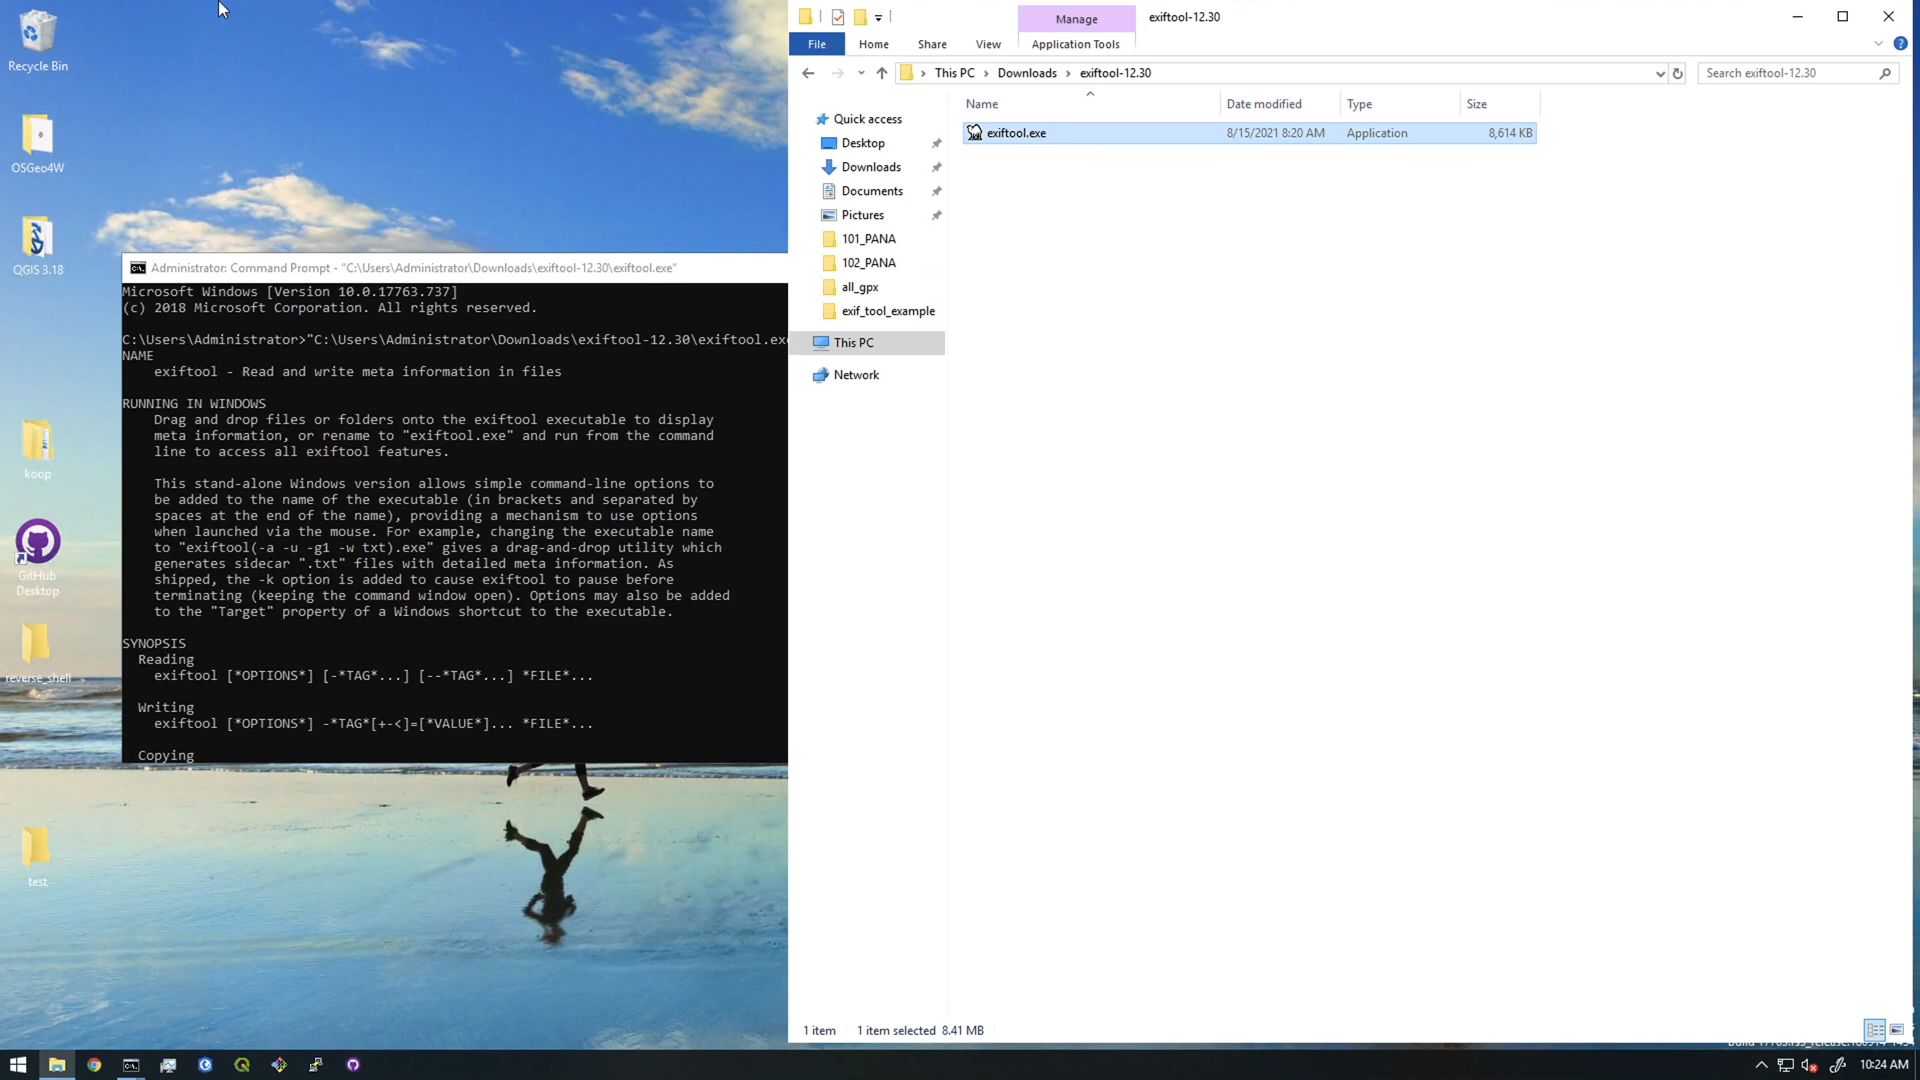 Recycle Bin
OSGeo4W
QGIS 3.18
koop
GitHub
Desktop
reverse_shell
test
Administrator: Command Prompt - "C:\Users\Administrator\Downloads\exiftool-12.30\exiftool.exe"
Microsoft Windows [Version 10.0.17763.737]
(c) 2018 Microsoft Corporation. All rights reserved.
C:\Users\Administrator>"C:\Users\Administrator\Downloads\exiftool-12.30\exiftool.exe
NAME
exiftool - Read and write meta information in files
RUNNING IN WINDOWS
Drag and drop files or folders onto the exiftool executable to display
meta information, or rename to "exiftool.exe" and run from the command
line to access all exiftool features.
This stand-alone Windows version allows simple command-line options to
be added to the name of the executable (in brackets and separated by
spaces at the end of the name), providing a mechanism to use options
when launched via the mouse. For example, changing the executable name
to "exiftool(-a -u -g1 -w txt).exe" gives a drag-and-drop utility which
generates sidecar ".txt" files with detailed meta information. As
shipped, the -k option is added to cause exiftool to pause before
terminating (keeping the command window open). Options may also be added
to the "Target" property of a Windows shortcut to the executable.
SYNOPSIS
Reading
exiftool [*OPTIONS*] [-*TAG*...] [--*TAG*...] *FILE*...
Writing
exiftool [*OPTIONS*] -*TAG*[+-<]=[*VALUE*]... *FILE*...
Copying
Manage
exiftool-12.30
File Home Share View Application Tools
This PC > Downloads > exiftool-12.30
Search exiftool-12.30
Name Date modified Type Size
exiftool.exe 8/15/2021 8:20 AM Application 8,614 KB
Quick access
Desktop
Downloads
Documents
Pictures
101_PANA
102_PANA
all_gpx
exif_tool_example
This PC
Network
1 item 1 item selected 8.41 MB
10:24 AM